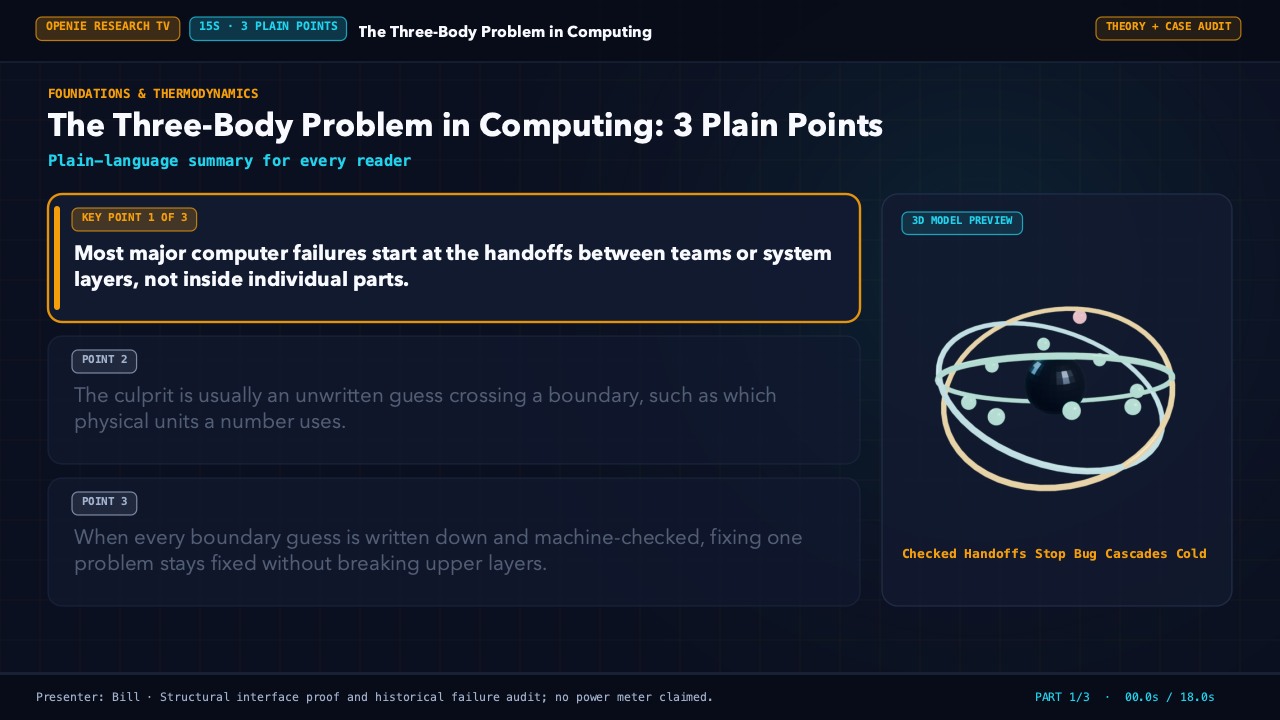 OPENIE RESEARCH TV
15S · 3 PLAIN POINTS
The Three-Body Problem in Computing
THEORY + CASE AUDIT
FOUNDATIONS & THERMODYNAMICS
The Three-Body Problem in Computing: 3 Plain Points
Plain-language summary for every reader
KEY POINT 1 OF 3
Most major computer failures start at the handoffs between teams or system
layers, not inside individual parts.
POINT 2
The culprit is usually an unwritten guess crossing a boundary, such as which
physical units a number uses.
POINT 3
When every boundary guess is written down and machine-checked, fixing one
problem stays fixed without breaking upper layers.
3D MODEL PREVIEW
Checked Handoffs Stop Bug Cascades Cold
Presenter: Bill · Structural interface proof and historical failure audit; no power meter claimed.
PART 1/3 · 00.0s / 18.0s